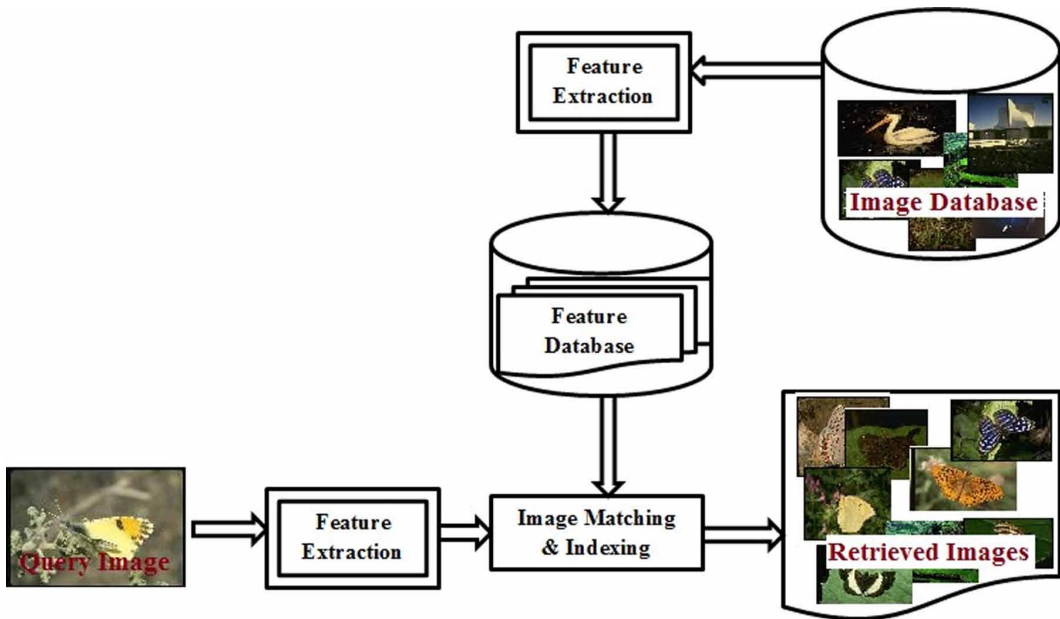 Feature
Extraction
Image Database
Feature
Database
Query Image
Feature
Extraction
Image Matching
& Indexing
Retrieved Images